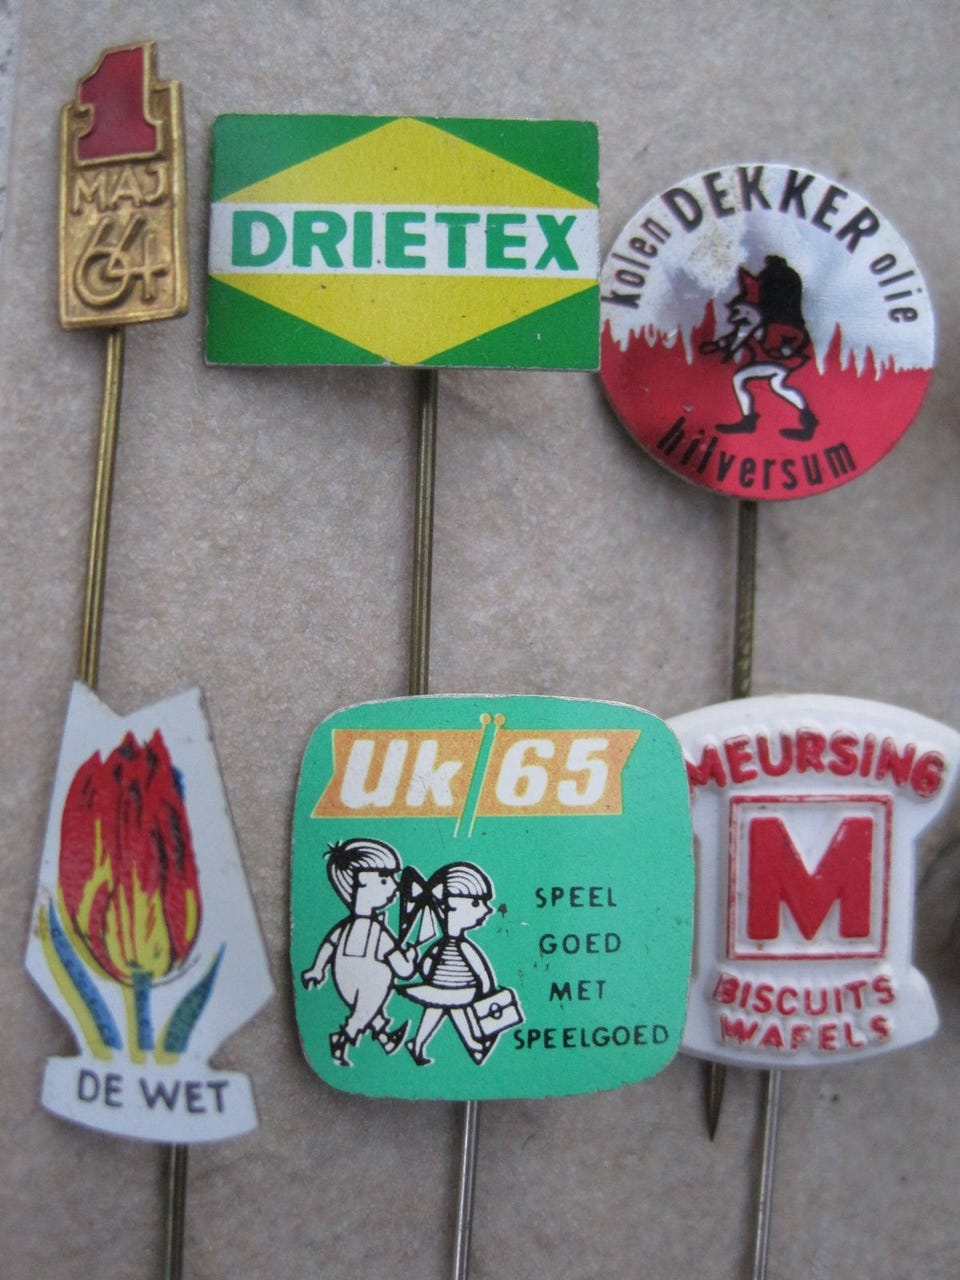 1
MAJ
64
DRIETEX
kolen DEKKER olie
hilversum
DE WET
Uk 65
SPEEL
GOED
MET
SPEELGOED
MEURSING
M
BISCUITS
WAFELS